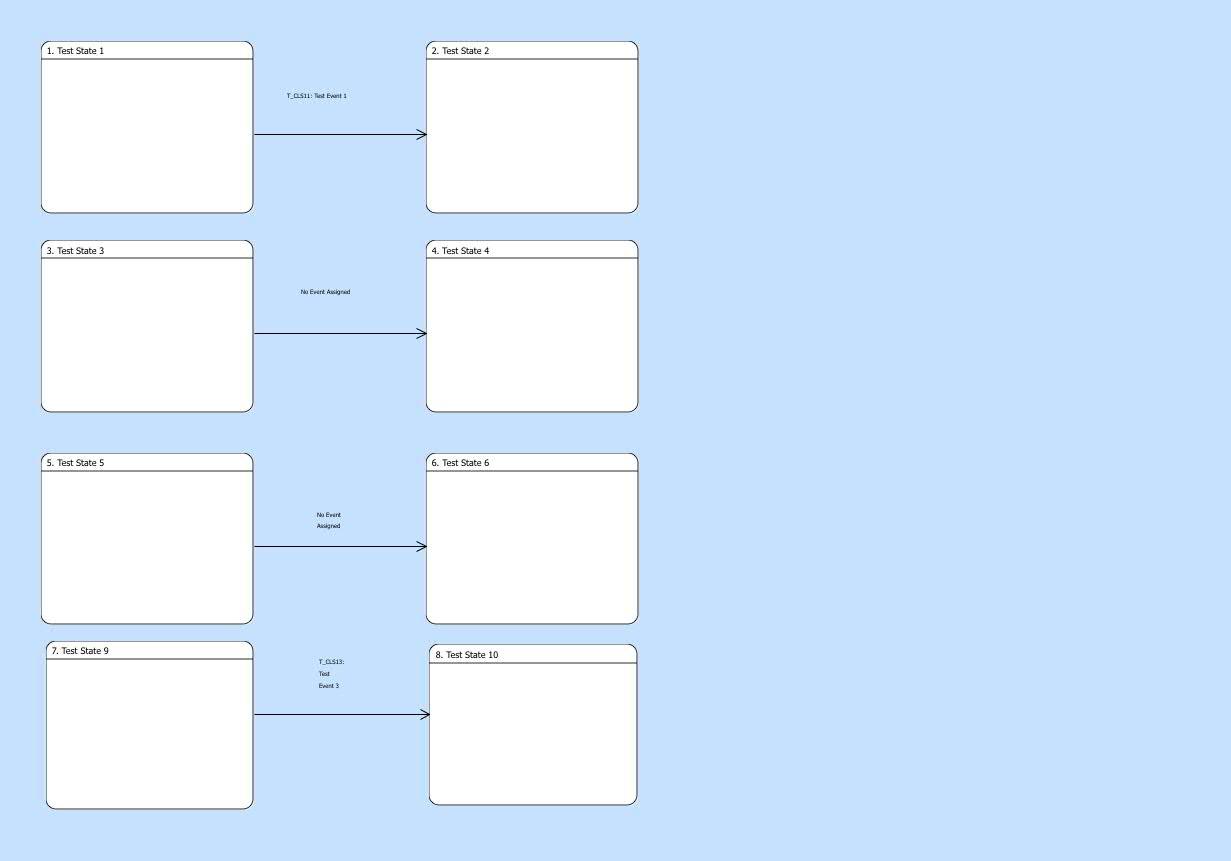 1. Test State 1
2. Test State 2
T_CLS11: Test Event 1
3. Test State 3
4. Test State 4
No Event Assigned
5. Test State 5
6. Test State 6
No Event
Assigned
7. Test State 9
8. Test State 10
T_CLS13:
Test
Event 3